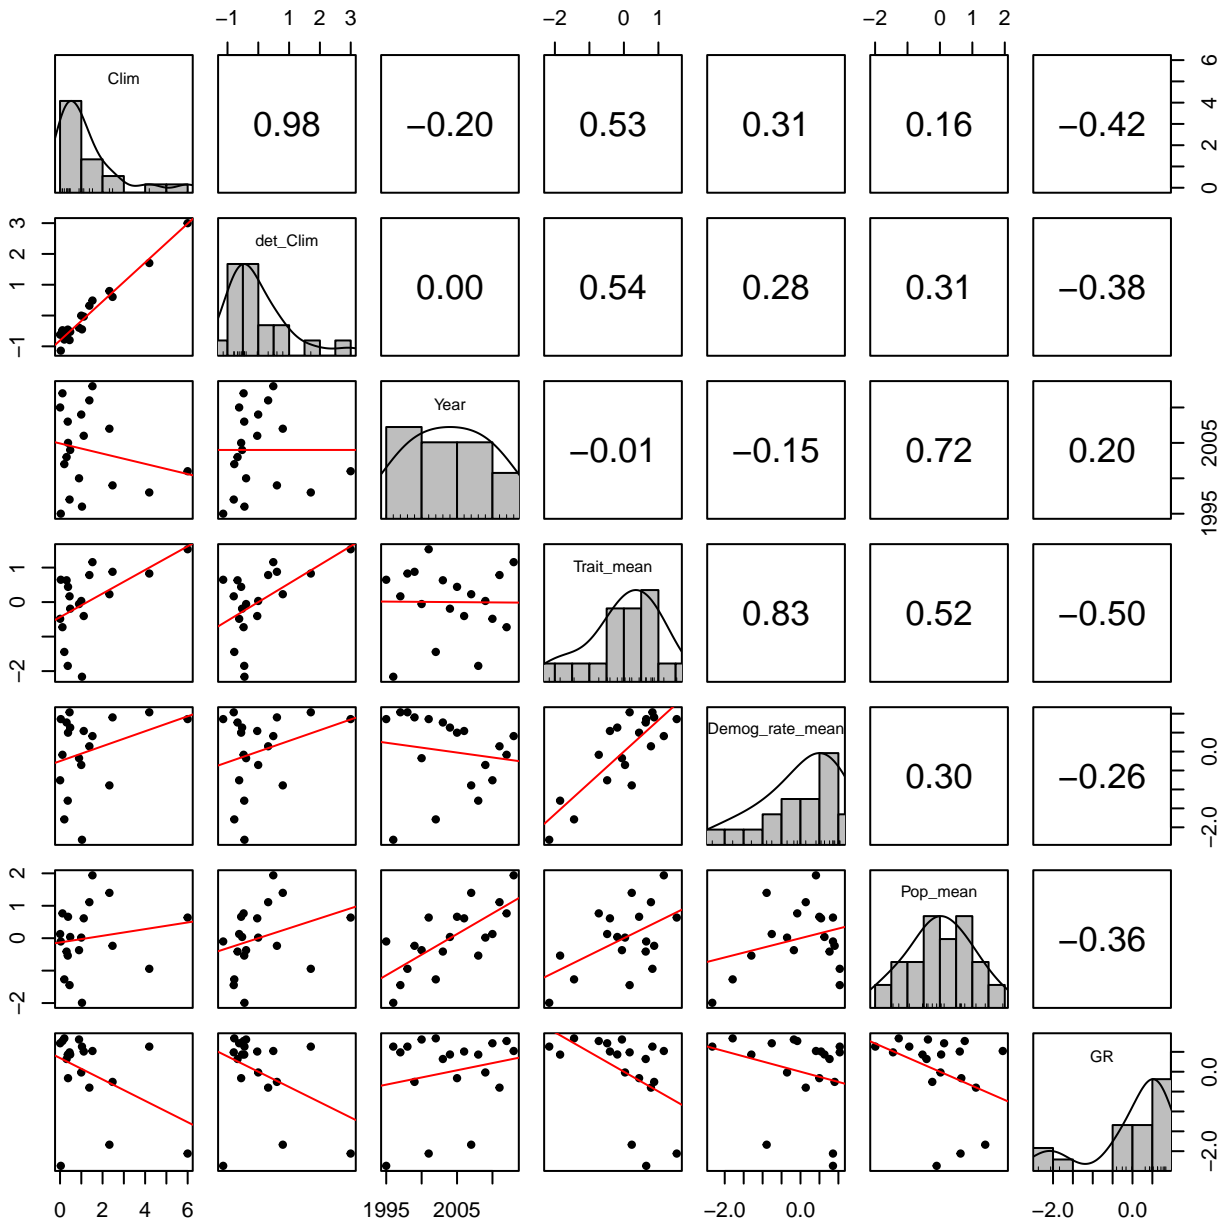 −1 1 2 3 −2 0 1 −2 0 2
Clim 0.98 −0.20 0.53 0.31 0.16 −0.42 0 2 4 6
−1 1 2 3 det_Clim 0.00 0.54 0.28 0.31 −0.38
Year −0.01 −0.15 0.72 0.20 1995 2005
−2 0 1 Trait_mean 0.83 0.52 −0.50
Demog_rate_mean 0.30 −0.26 −2.0 0.0
−2 0 1 2 Pop_mean −0.36
GR −2.0 0.0
0 2 4 6 1995 2005 −2.0 0.0 −2.0 0.0